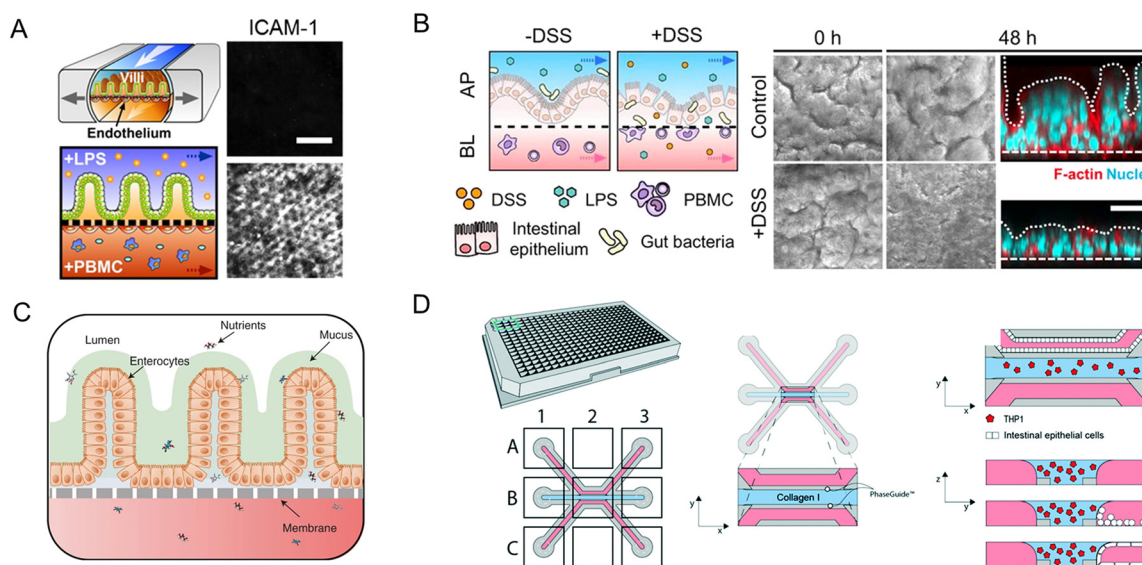 A
ICAM-1
Villi
Endothelium
+LPS
+PBMC
B
-DSS
+DSS
AP
BL
DSS
LPS
PBMC
Intestinal
epithelium
Gut bacteria
0 h
48 h
Control
+DSS
F-actin Nucle
C
Lumen
Nutrients
Mucus
Enterocytes
Membrane
D
1
2
3
A
B
C
y
x
Collagen I
PhaseGuide™
y
x
THP1
Intestinal epithelial cells
z
y